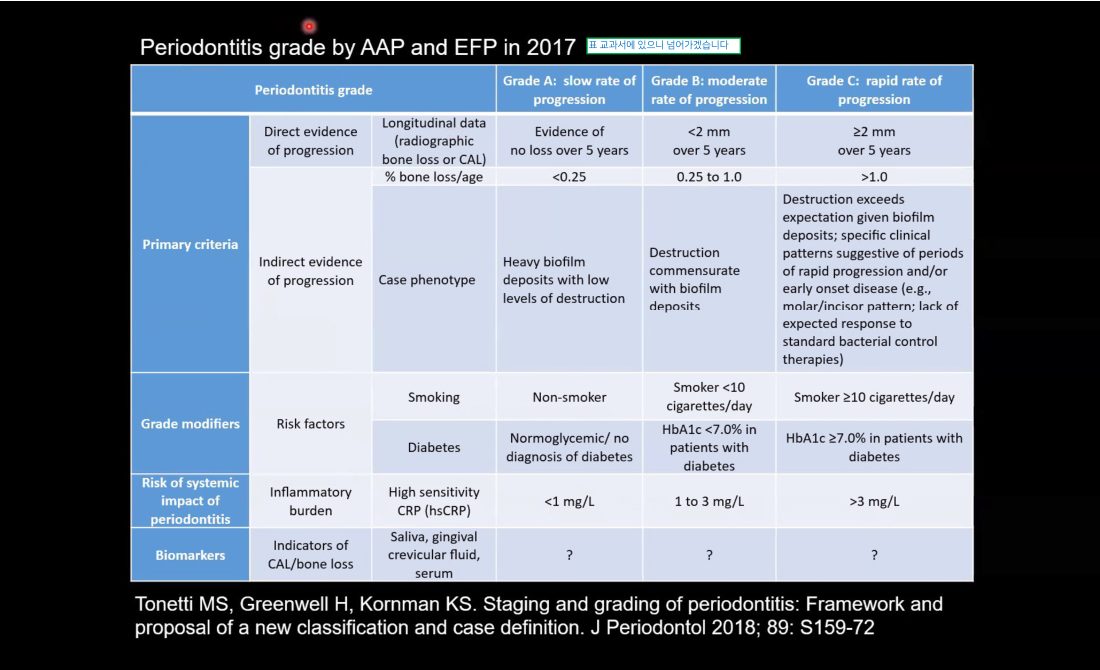 Periodontitis grade by AAP and EFP in 2017
표 교과서에 있으니 넘어가겠습니다
Periodontitis grade
Grade A: slow rate of
progression
Grade B: moderate
rate of progression
Grade C: rapid rate of
progression
Primary criteria
Direct evidence
of progression
Longitudinal data
(radiographic
bone loss or CAL)
Evidence of
no loss over 5 years
<2 mm
over 5 years
≥2 mm
over 5 years
Indirect evidence
of progression
% bone loss/age
<0.25
0.25 to 1.0
>1.0
Case phenotype
Heavy biofilm
deposits with low
levels of destruction
Destruction
commensurate
with biofilm
deposits
Destruction exceeds
expectation given biofilm
deposits; specific clinical
patterns suggestive of periods
of rapid progression and/or
early onset disease (e.g.,
molar/incisor pattern; lack of
expected response to
standard bacterial control
therapies)
Grade modifiers
Risk factors
Smoking
Non-smoker
Smoker <10
cigarettes/day
Smoker ≥10 cigarettes/day
Diabetes
Normoglycemic/ no
diagnosis of diabetes
HbA1c <7.0% in
patients with
diabetes
HbA1c ≥7.0% in patients with
diabetes
Risk of systemic
impact of
periodontitis
Inflammatory
burden
High sensitivity
CRP (hsCRP)
<1 mg/L
1 to 3 mg/L
>3 mg/L
Biomarkers
Indicators of
CAL/bone loss
Saliva, gingival
crevicular fluid,
serum
?
?
?
Tonetti MS, Greenwell H, Kornman KS. Staging and grading of periodontitis: Framework and
proposal of a new classification and case definition. J Periodontol 2018; 89: S159-72